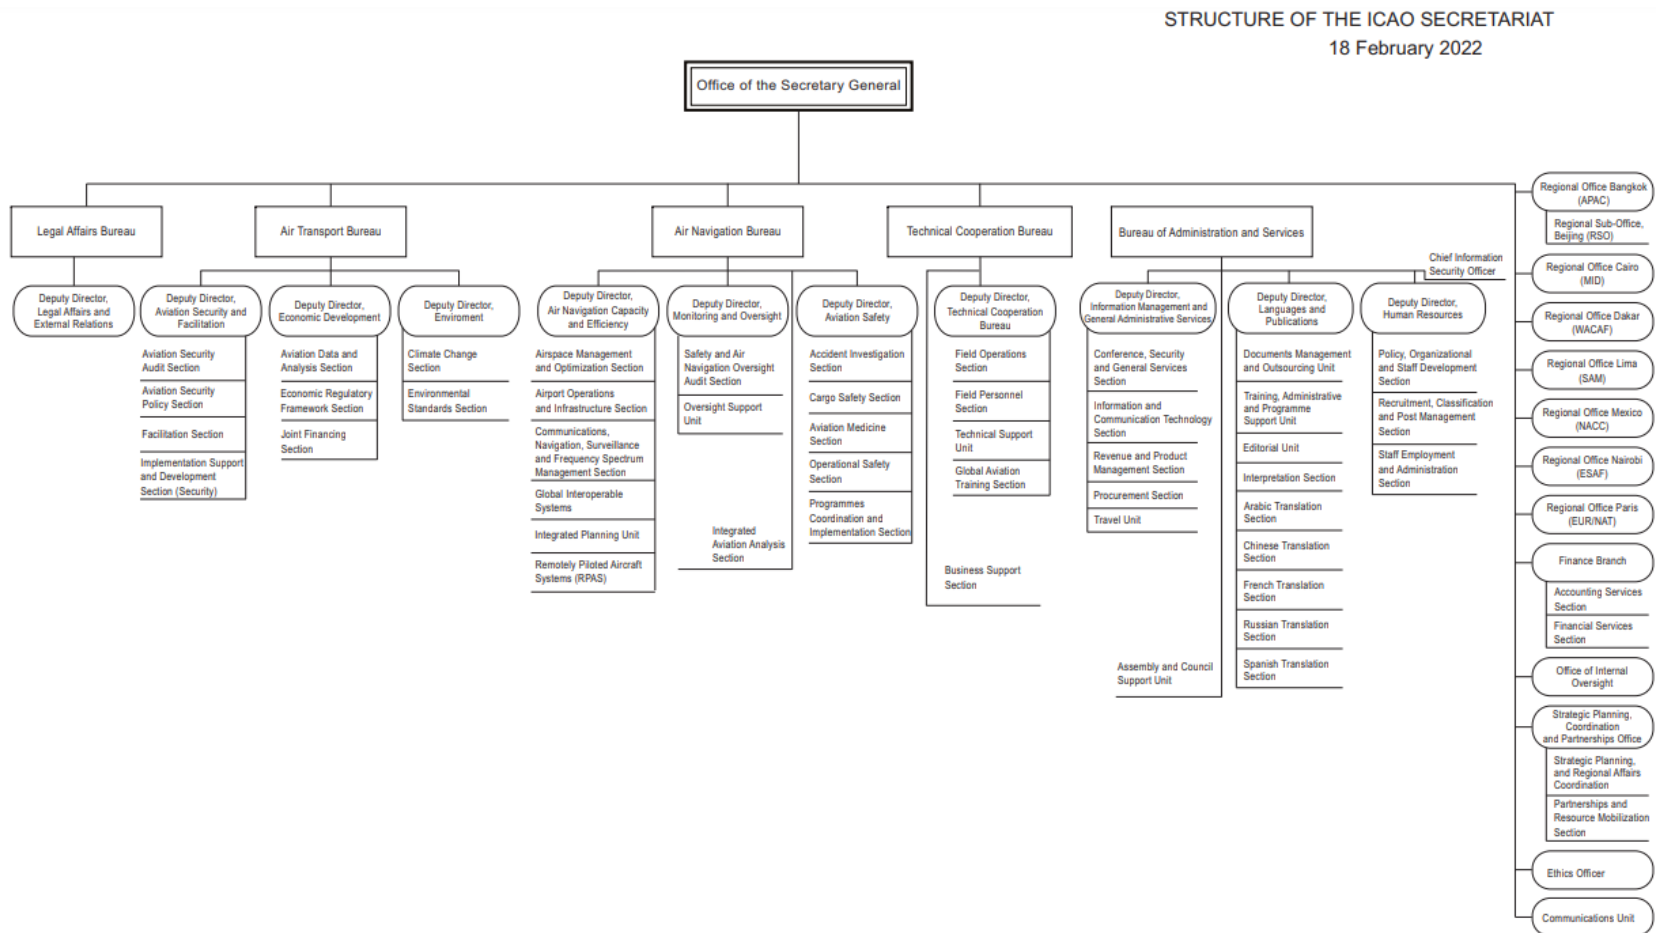 STRUCTURE OF THE ICAO SECRETARIAT
18 February 2022
Office of the Secretary General
Legal Affairs Bureau
Air Transport Bureau
Air Navigation Bureau
Technical Cooperation Bureau
Bureau of Administration and Services
Chief Information
Security Officer
Deputy Director,
Legal Affairs and
External Relations
Deputy Director,
Aviation Security and
Facilitation
Aviation Security
Audit Section
Aviation Security
Policy Section
Facilitation Section
Implementation Support
and Development
Section (Security)
Deputy Director,
Economic Development
Aviation Data and
Analysis Section
Economic Regulatory
Framework Section
Joint Financing
Section
Deputy Director,
Enviroment
Climate Change
Section
Environmental
Standards Section
Deputy Director,
Air Navigation Capacity
and Efficiency
Airspace Management
and Optimization Section
Airport Operations
and Infrastructure Section
Communications,
Navigation, Surveillance
and Frequency Spectrum
Management Section
Global Interoperable
Systems
Integrated Planning Unit
Remotely Piloted Aircraft
Systems (RPAS)
Deputy Director,
Monitoring and Oversight
Safety and Air
Navigation Oversight
Audit Section
Oversight Support
Unit
Integrated
Aviation Analysis
Section
Deputy Director,
Aviation Safety
Accident Investigation
Section
Cargo Safety Section
Aviation Medicine
Section
Operational Safety
Section
Programmes
Coordination and
Implementation Section
Deputy Director,
Technical Cooperation
Bureau
Field Operations
Section
Field Personnel
Section
Technical Support
Unit
Global Aviation
Training Section
Business Support
Section
Deputy Director,
Information Management and
General Administrative Services
Conference, Security
and General Services
Section
Information and
Communication Technology
Section
Revenue and Product
Management Section
Procurement Section
Travel Unit
Assembly and Council
Support Unit
Deputy Director,
Languages and
Publications
Documents Management
and Outsourcing Unit
Training, Administrative
and Programme
Support Unit
Editorial Unit
Interpretation Section
Arabic Translation
Section
Chinese Translation
Section
French Translation
Section
Russian Translation
Section
Spanish Translation
Section
Deputy Director,
Human Resources
Policy, Organizational
and Staff Development
Section
Recruitment, Classification
and Post Management
Section
Staff Employment
and Administration
Section
Regional Office Bangkok
(APAC)
Regional Sub-Office,
Beijing (RSO)
Regional Office Cairo
(MID)
Regional Office Dakar
(WACAF)
Regional Office Lima
(SAM)
Regional Office Mexico
(NACC)
Regional Office Nairobi
(ESAF)
Regional Office Paris
(EUR/NAT)
Finance Branch
Accounting Services
Section
Financial Services
Section
Office of Internal
Oversight
Strategic Planning,
Coordination
and Partnerships Office
Strategic Planning,
and Regional Affairs
Coordination
Partnerships and
Resource Mobilization
Section
Ethics Officer
Communications Unit